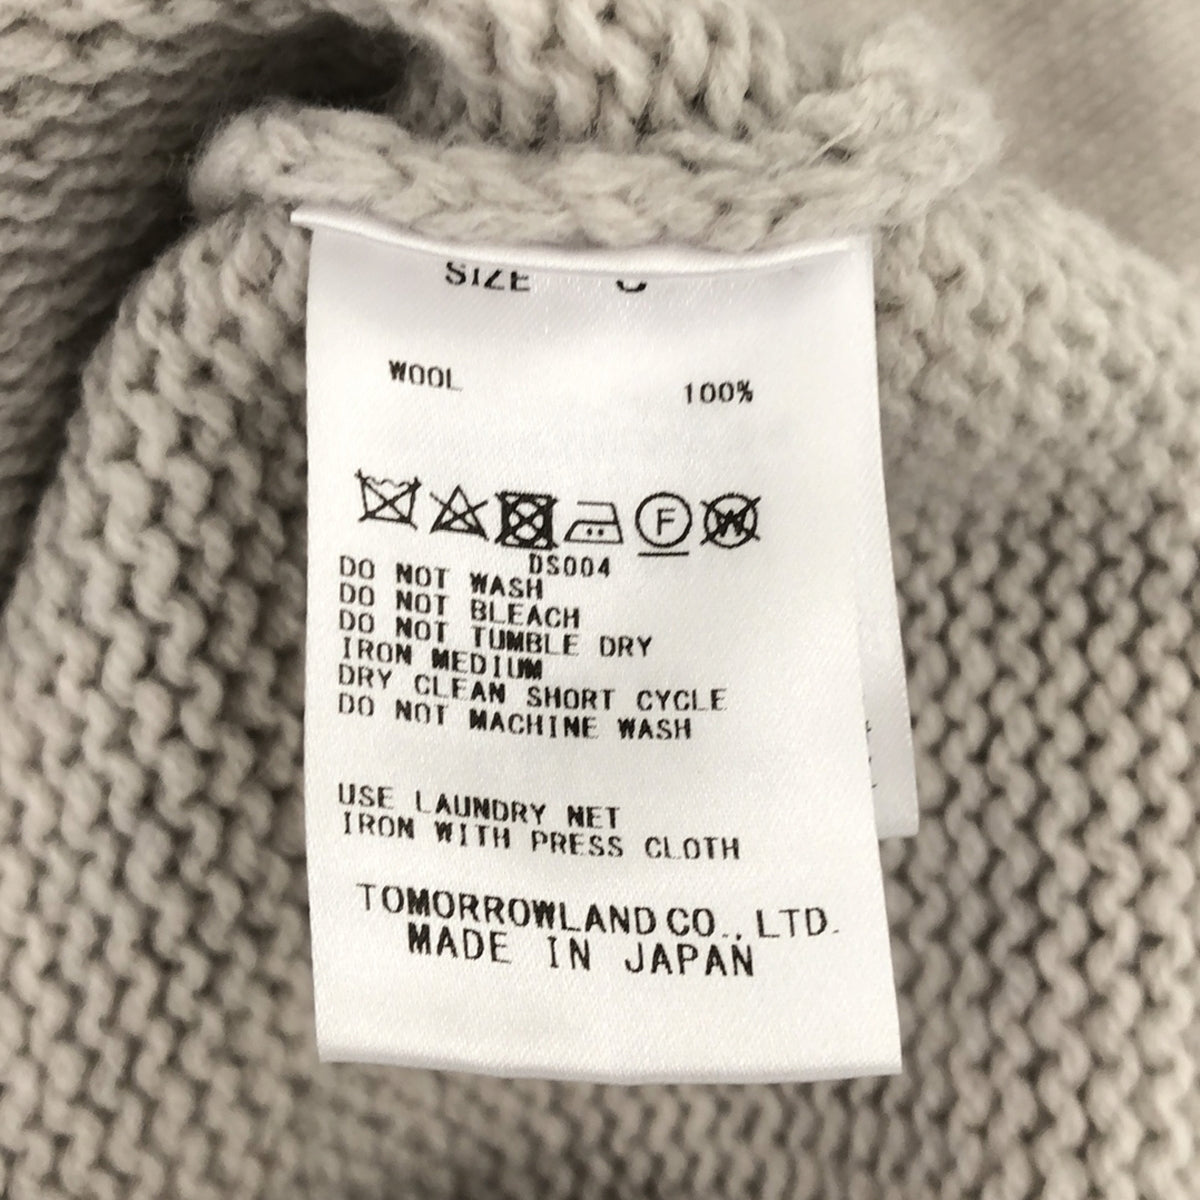 SIZE
WOOL 100%
F W
DS004
DO NOT WASH
DO NOT BLEACH
DO NOT TUMBLE DRY
IRON MEDIUM
DRY CLEAN SHORT CYCLE
DO NOT MACHINE WASH
USE LAUNDRY NET
IRON WITH PRESS CLOTH
TOMORROWLAND CO., LTD.
MADE IN JAPAN